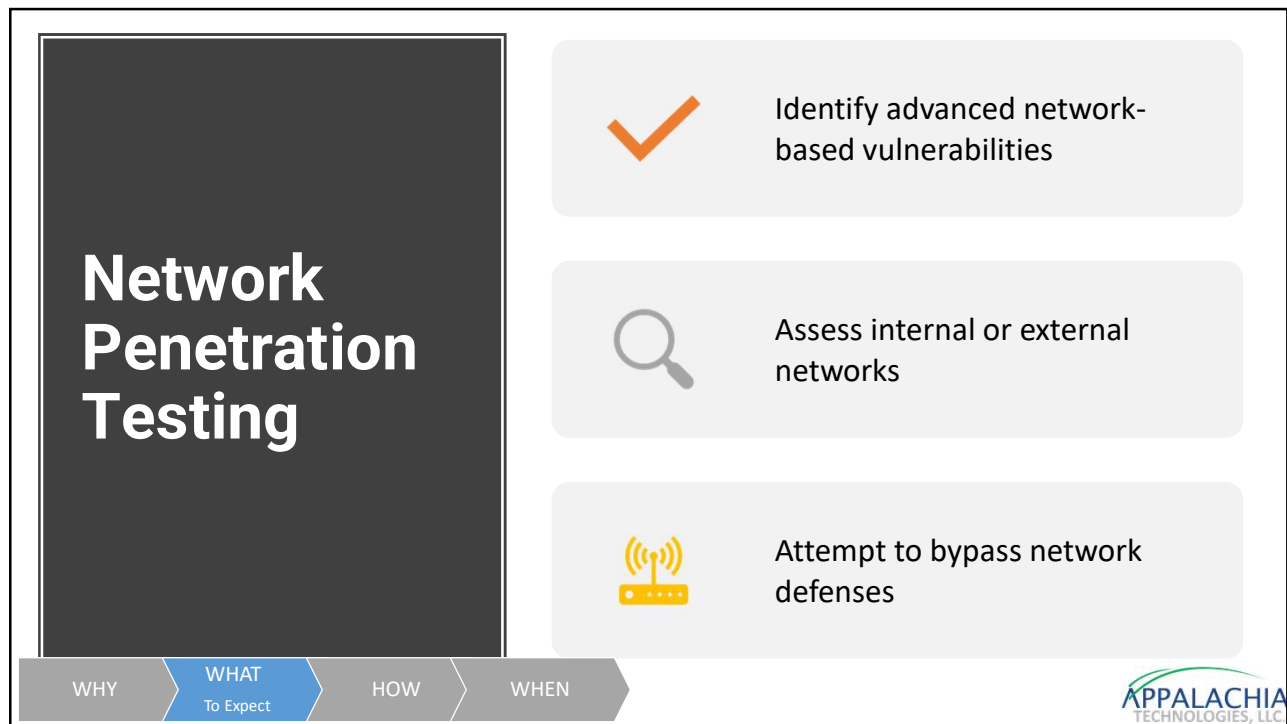 Network
Penetration
Testing
Identify advanced network-
based vulnerabilities
Assess internal or external
networks
Attempt to bypass network
defenses
WHY
WHAT
To Expect
HOW
WHEN
APPALACHIA
TECHNOLOGIES, LLC